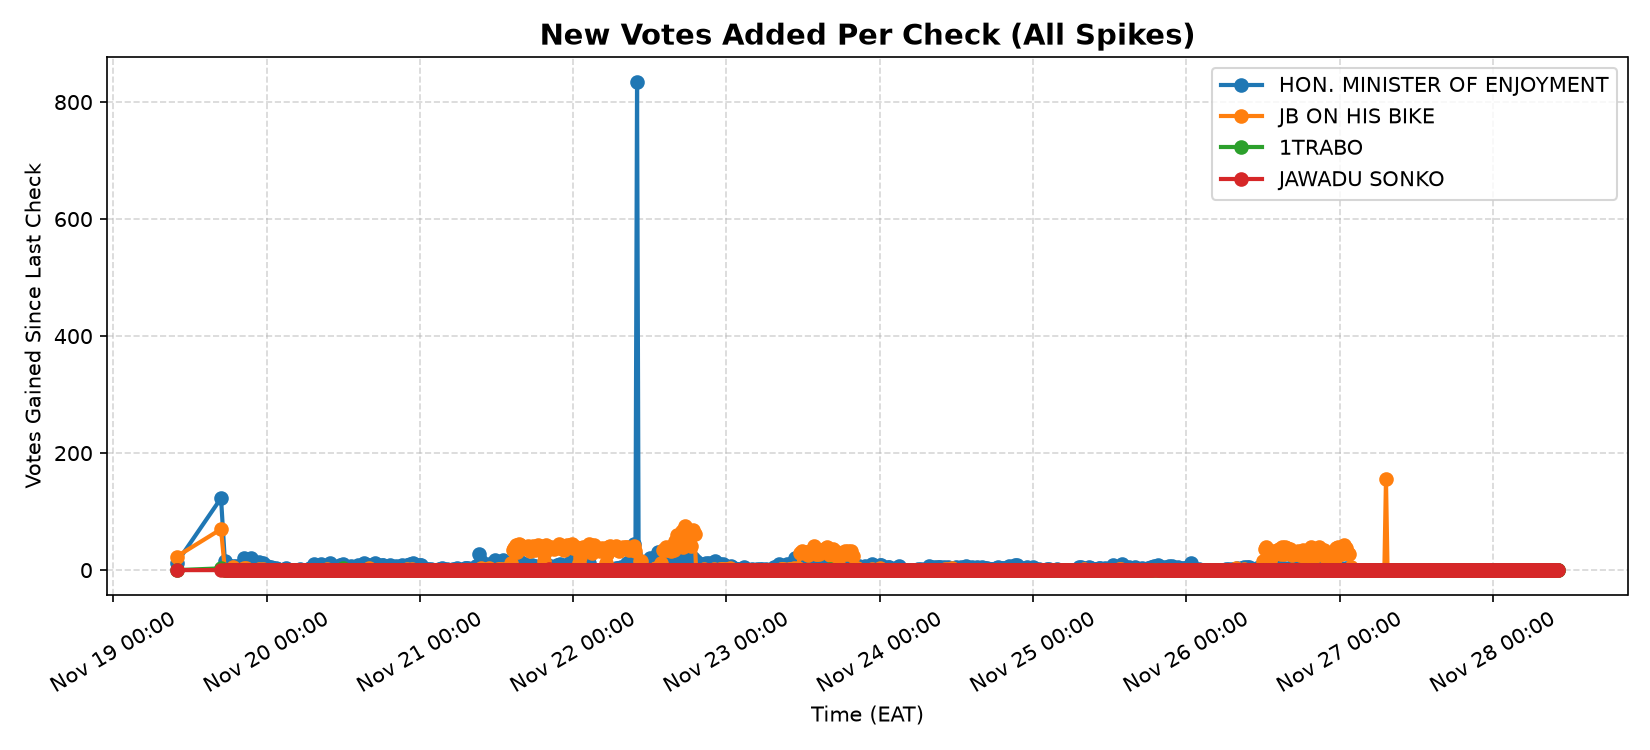 New Votes Added Per Check (All Spikes)
HON. MINISTER OF ENJOYMENT
JB ON HIS BIKE
1TRABO
JAWADU SONKO
Votes Gained Since Last Check
800
600
400
200
0
Nov 19 00:00
Nov 20 00:00
Nov 21 00:00
Nov 22 00:00
Nov 23 00:00
Nov 24 00:00
Nov 25 00:00
Nov 26 00:00
Nov 27 00:00
Nov 28 00:00
Time (EAT)